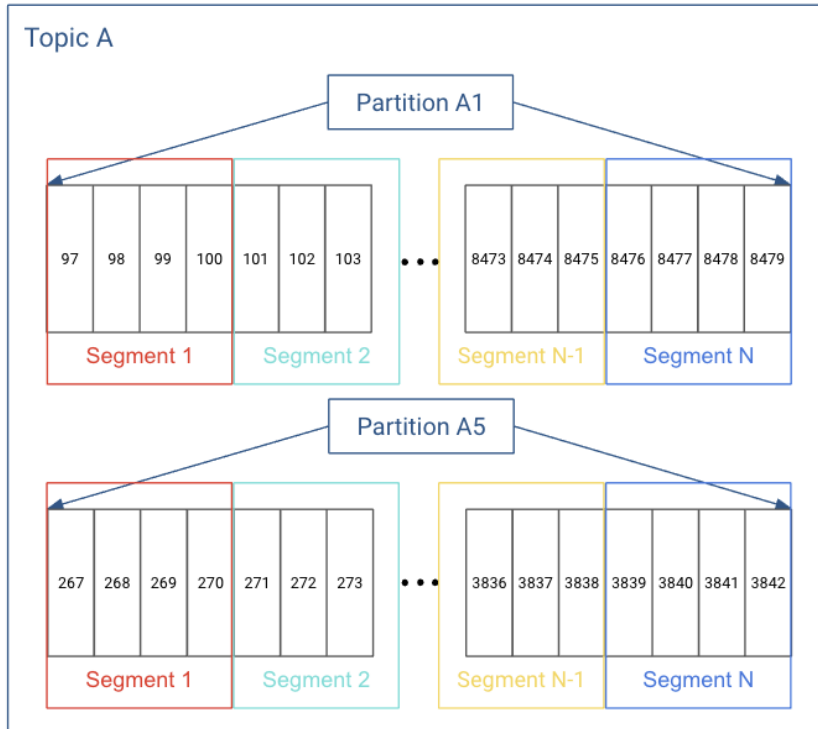 Topic A
Partition A1
97 98 99 100 101 102 103 ••• 8473 8474 8475 8476 8477 8478 8479
Segment 1 Segment 2 Segment N-1 Segment N
Partition A5
267 268 269 270 271 272 273 ••• 3836 3837 3838 3839 3840 3841 3842
Segment 1 Segment 2 Segment N-1 Segment N